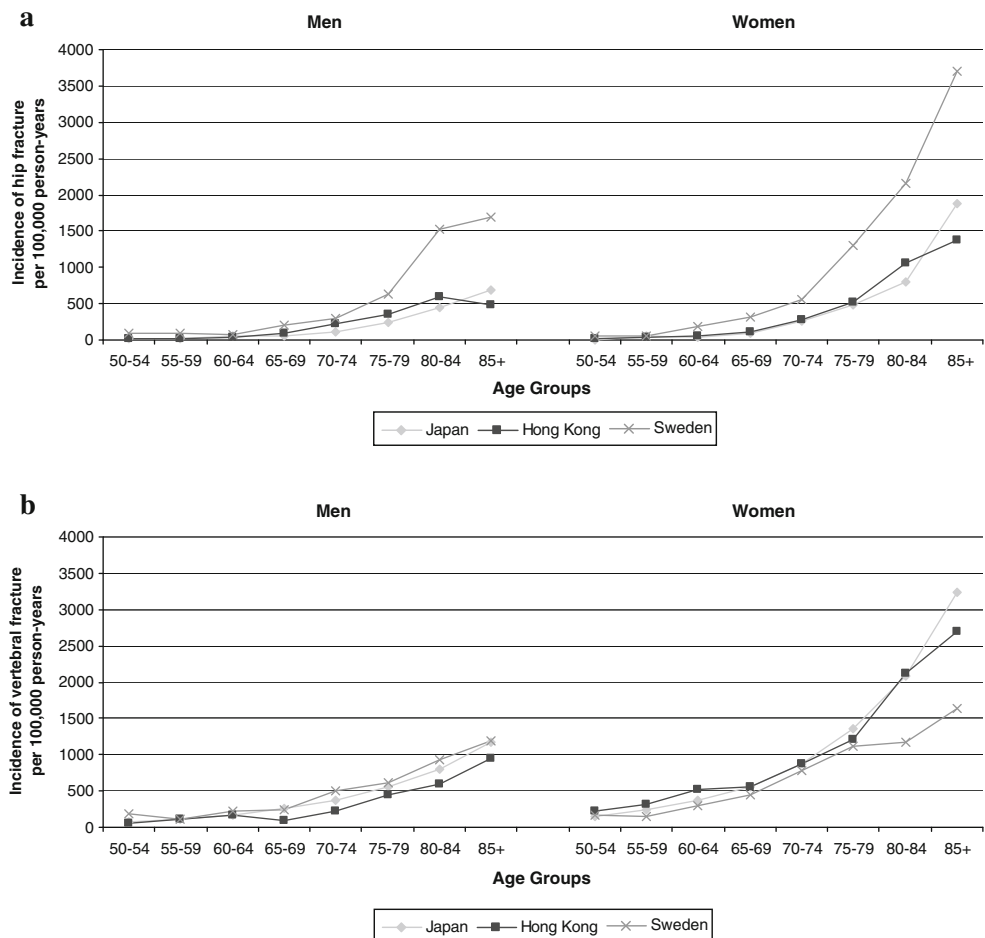 a
Men
Women
Incidence of hip fracture
per 100,000 person-years
4000
3500
3000
2500
2000
1500
1000
500
0
50-54 55-59 60-64 65-69 70-74 75-79 80-84 85+
50-54 55-59 60-64 65-69 70-74 75-79 80-84 85+
Age Groups
Japan Hong Kong Sweden
b
Men
Women
Incidence of vertebral fracture
per 100,000 person-years
4000
3500
3000
2500
2000
1500
1000
500
0
50-54 55-59 60-64 65-69 70-74 75-79 80-84 85+
50-54 55-59 60-64 65-69 70-74 75-79 80-84 85+
Age Groups
Japan Hong Kong Sweden